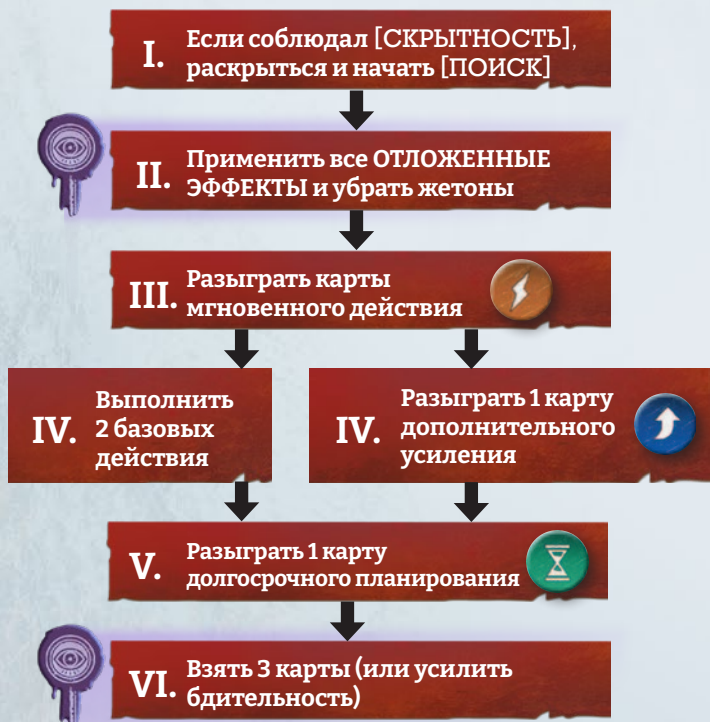 I. Если соблюдал [СКРЫТНОСТЬ],
раскрыться и начать [ПОИСК]
II. Применить все ОТЛОЖЕННЫЕ
ЭФФЕКТЫ и убрать жетоны
III. Разыграть карты
мгновенного действия
IV. Выполнить
2 базовых
действия
IV. Разыграть 1 карту
дополнительного
усиления
V. Разыграть 1 карту
долгосрочного планирования
VI. Взять 3 карты (или усилить
бдительность)